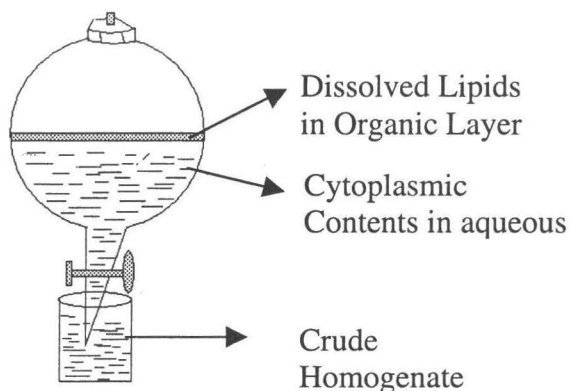 Dissolved Lipids
in Organic Layer
Cytoplasmic
Contents in aqueous
Crude
Homogenate